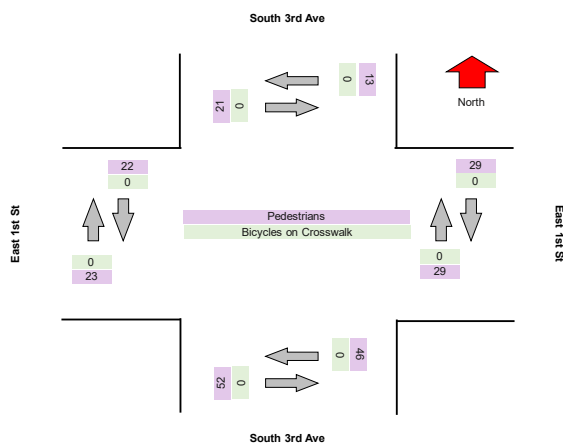 South 3rd Ave
13
0
21
0
North
22
0
29
0
Pedestrians
Bicycles on Crosswalk
East 1st St
East 1st St
0
23
0
29
46
0
52
0
South 3rd Ave